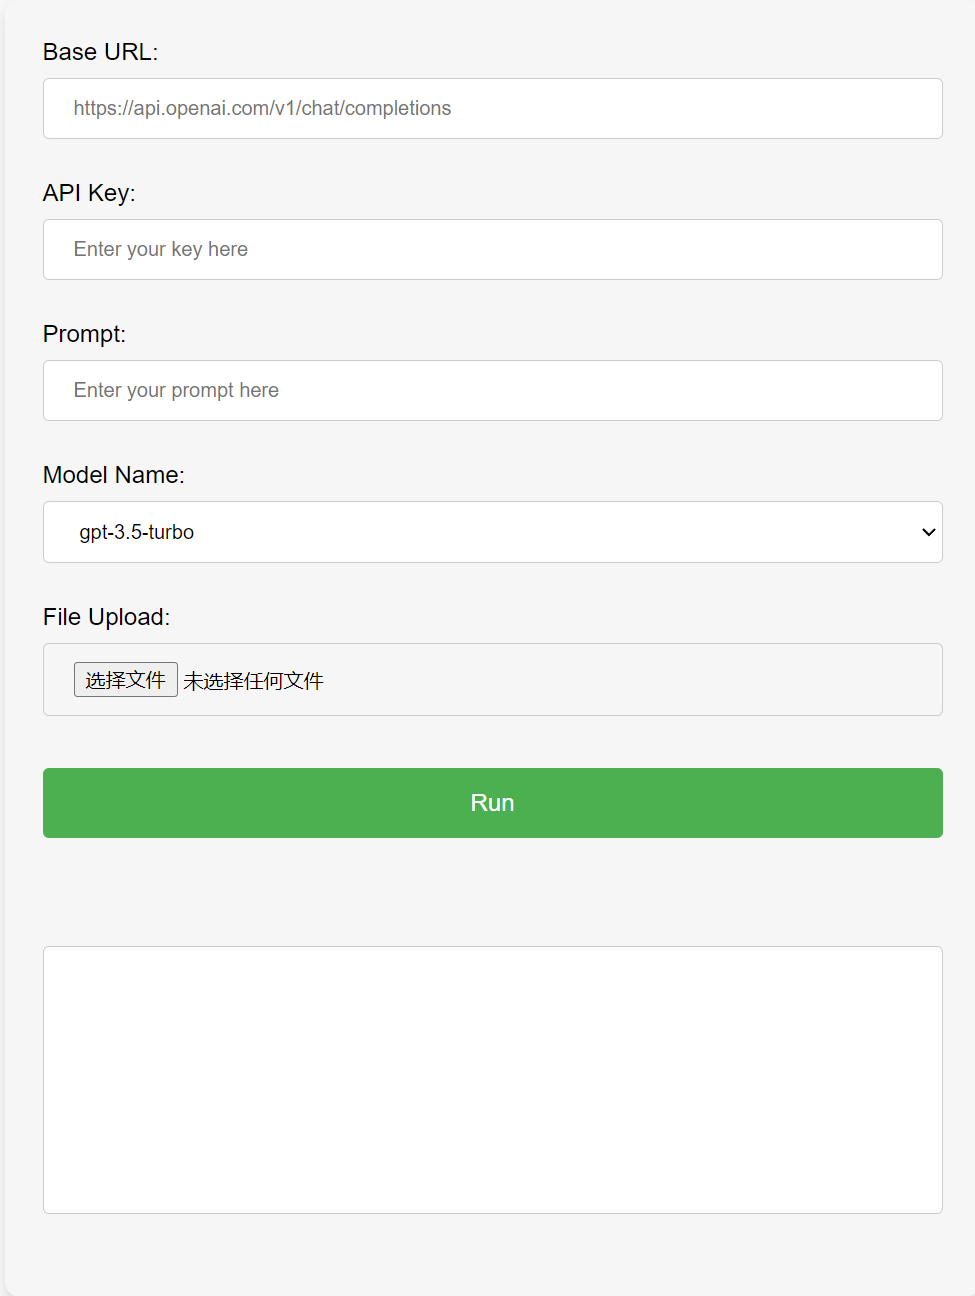 Base URL:
https://api.openai.com/v1/chat/completions
API Key:
Enter your key here
Prompt:
Enter your prompt here
Model Name:
gpt-3.5-turbo
File Upload:
选择文件 未选择任何文件
Run